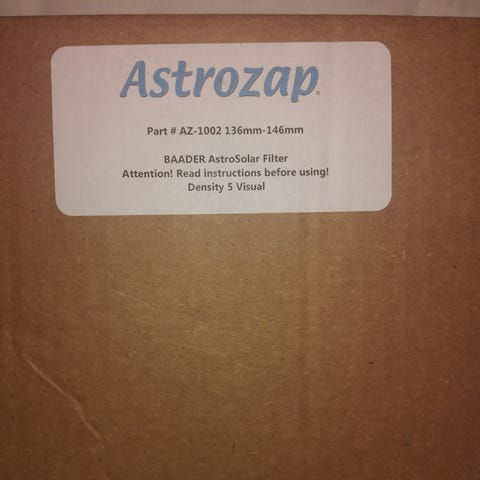 Astrozap®
Part # AZ-1002 136mm-146mm
BAADER AstroSolar Filter
Attention! Read instructions before using!
Density 5 Visual